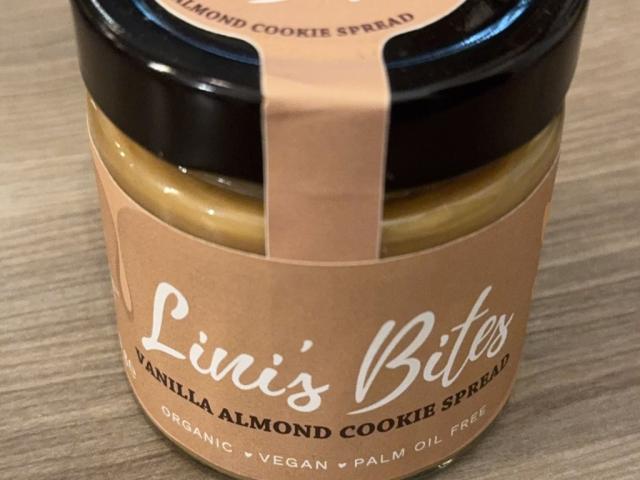 ALMOND COOKIE SPREAD
Lini's Bites
VANILLA ALMOND COOKIE SPREAD
ORGANIC ♥ VEGAN ♥ PALM OIL FREE